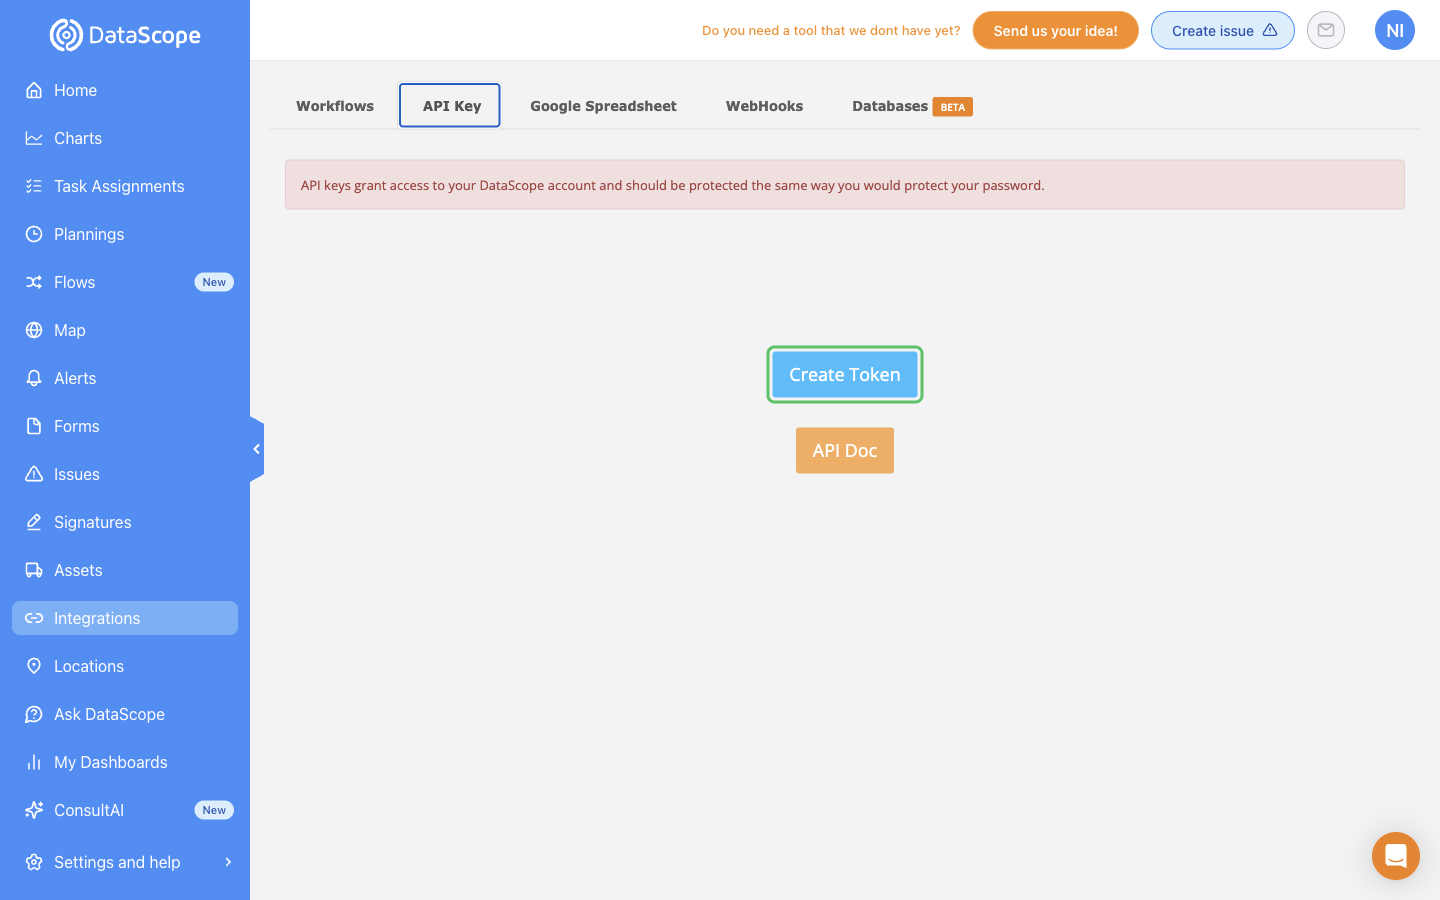 DataScope
Do you need a tool that we dont have yet?
Send us your idea!
Create issue
NI
Home
Charts
Task Assignments
Plannings
Flows
New
Map
Alerts
Forms
Issues
Signatures
Assets
Integrations
Locations
Ask DataScope
My Dashboards
ConsultAI
New
Settings and help
Workflows
API Key
Google Spreadsheet
WebHooks
Databases
BETA
API keys grant access to your DataScope account and should be protected the same way you would protect your password.
Create Token
API Doc